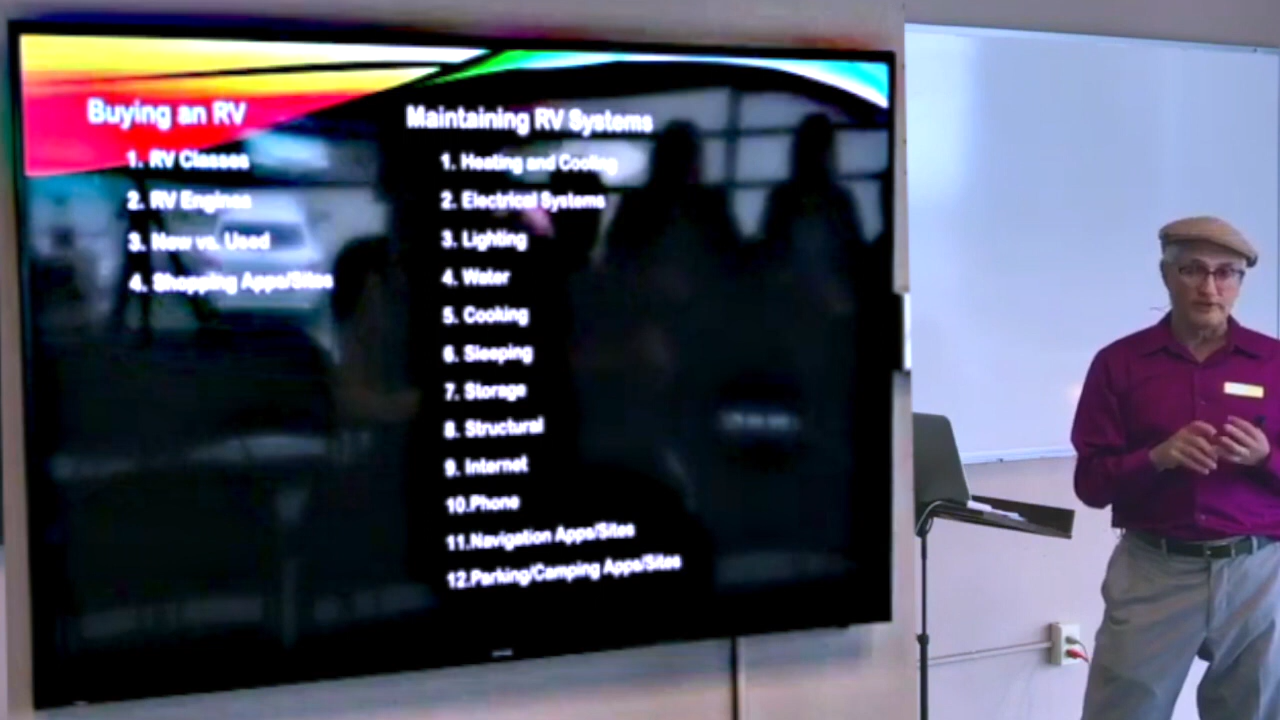 Buying an RV
1. RV Classes
2. RV Engines
3. New vs. Used
4. Shopping Apps/Sites
Maintaining RV Systems
1. Heating and Cooling
2. Electrical Systems
3. Lighting
4. Water
5. Cooking
6. Sleeping
7. Storage
8. Structural
9. Internet
10.Phone
11.Navigation Apps/Sites
12.Parking/Camping Apps/Sites